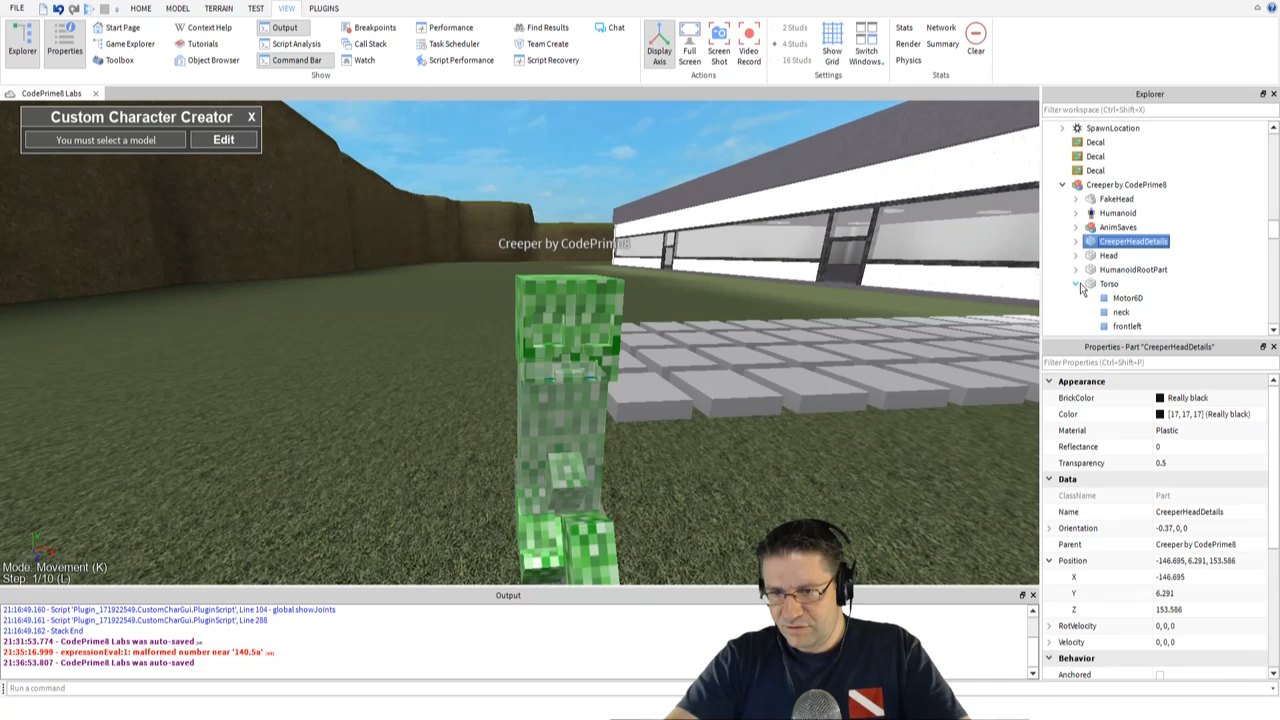 FILE HOME MODEL TERRAIN TEST VIEW PLUGINS
Explorer
Properties
Start Page
Game Explorer
Toolbox
Context Help
Tutorials
Object Browser
Output
Script Analysis
Command Bar
Breakpoints
Call Stack
Watch
Performance
Task Scheduler
Script Performance
Find Results
Team Create
Script Recovery
Chat
Show
Display Axis
Full Screen
Screen Shot
Video Record
Actions
2 Studs
4 Studs
16 Studs
Show Grid
Switch Windows
Settings
Stats Network
Render Summary
Physics
Clear
Stats
CodePrime8 Labs x
Custom Character Creator X
You must select a model Edit
Creeper by CodePrime8
Mode: Movement (K)
Step: 1/10 (L)
Explorer
Filter workspace (Ctrl+Shift+X)
SpawnLocation
Decal
Decal
Decal
Creeper by CodePrime8
FakeHead
Humanoid
AnimSaves
CreeperHeadDetails
Head
HumanoidRootPart
Torso
Motor6D
neck
frontleft
Properties - Part "CreeperHeadDetails"
Filter Properties (Ctrl+Shift+P)
Appearance
BrickColor Really black
Color [17, 17, 17] (Really black)
Material Plastic
Reflectance 0
Transparency 0.5
Data
ClassName Part
Name CreeperHeadDetails
Orientation -0.37, 0, 0
Parent Creeper by CodePrime8
Position -146.695, 6.291, 153.586
X -146.695
Y 6.291
Z 153.586
RotVelocity 0, 0, 0
Velocity 0, 0, 0
Behavior
Anchored
Output
21:16:49.160 - Script 'Plugin_171922549.CustomCharGui.PluginScript', Line 104 - global showJoints
21:16:49.161 - Script 'Plugin_171922549.CustomCharGui.PluginScript', Line 288
21:16:49.162 - Stack End
21:31:53.774 - CodePrime8 Labs was auto-saved
21:35:16.999 - expressionEval:1: malformed number near '140.5a'
21:36:53.807 - CodePrime8 Labs was auto-saved
Run a command